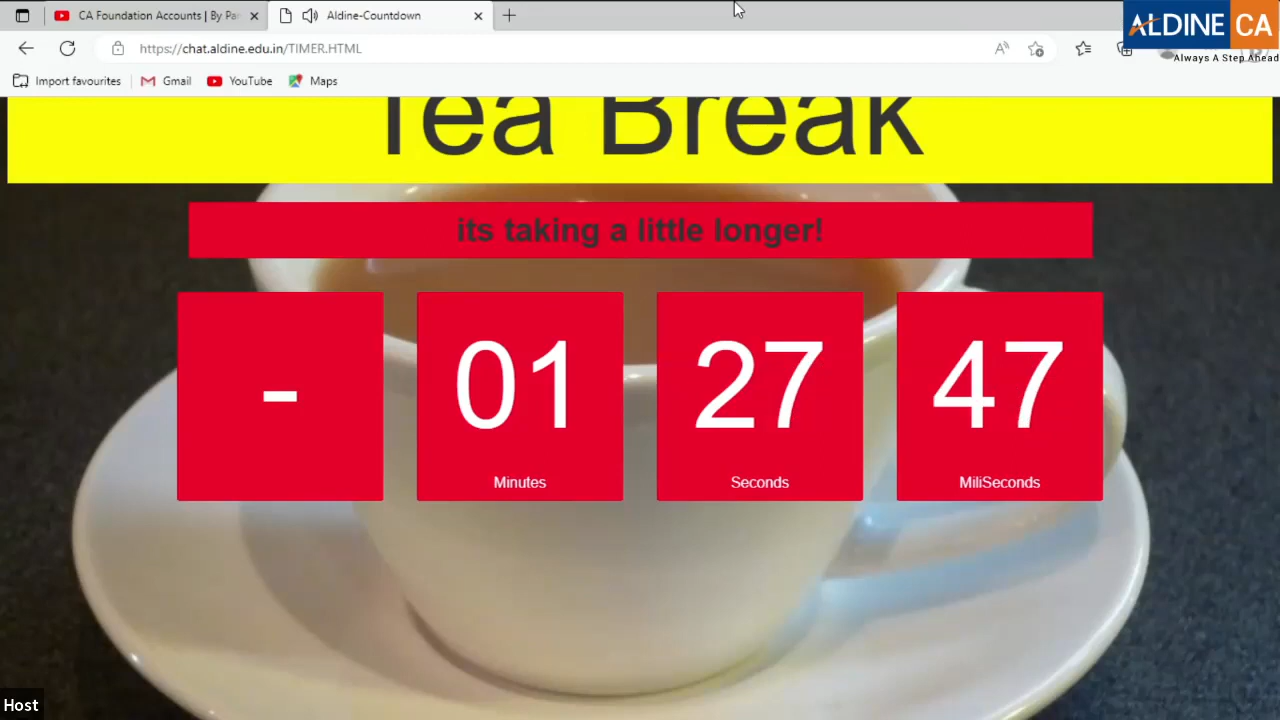 CA Foundation Accounts | By Pa
Aldine-Countdown
https://chat.aldine.edu.in/TIMER.HTML
ALDINE CA
Always A Step Ahead
Import favourites
Gmail
YouTube
Maps
Tea Break
its taking a little longer!
- 01 27 47
Minutes Seconds MiliSeconds
Host